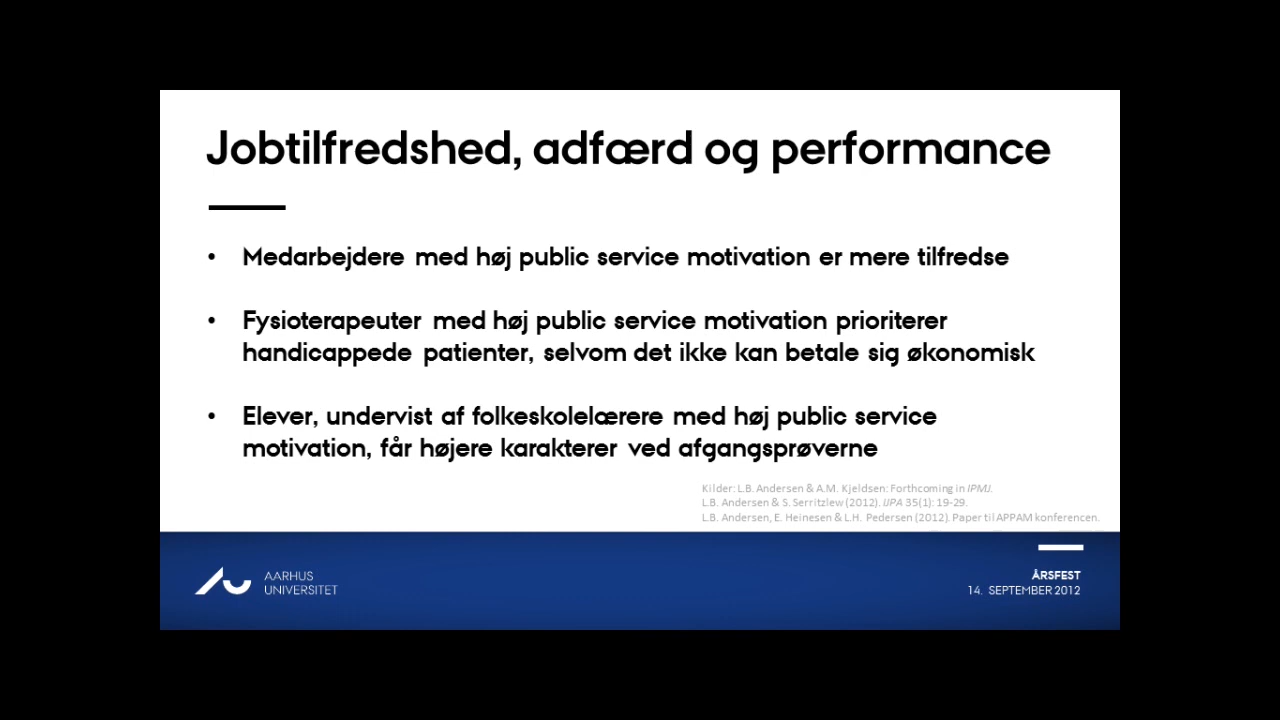 Jobtilfredshed, adfærd og performance
• Medarbejdere med høj public service motivation er mere tilfredse
• Fysioterapeuter med høj public service motivation prioriterer
handicappede patienter, selvom det ikke kan betale sig økonomisk
• Elever, undervist af folkeskolelærere med høj public service
motivation, får højere karakterer ved afgangsprøverne
Kilder: L.B. Andersen & A.M. Kjeldsen: Forthcoming in IPMJ.
L.B. Andersen & S. Serritzlew (2012). IJPA 35(1): 19-29.
L.B. Andersen, E. Heinesen & L.H. Pedersen (2012). Paper til APPAM konferencen.
AARHUS
UNIVERSITET
ÅRSFEST
14. SEPTEMBER 2012